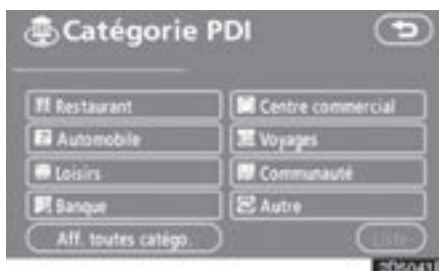 Catégorie PDI
Restaurant
Centre commercial
Automobile
Voyages
Loisirs
Communauté
Banque
Autre
Aff. toutes catégo.
Liste